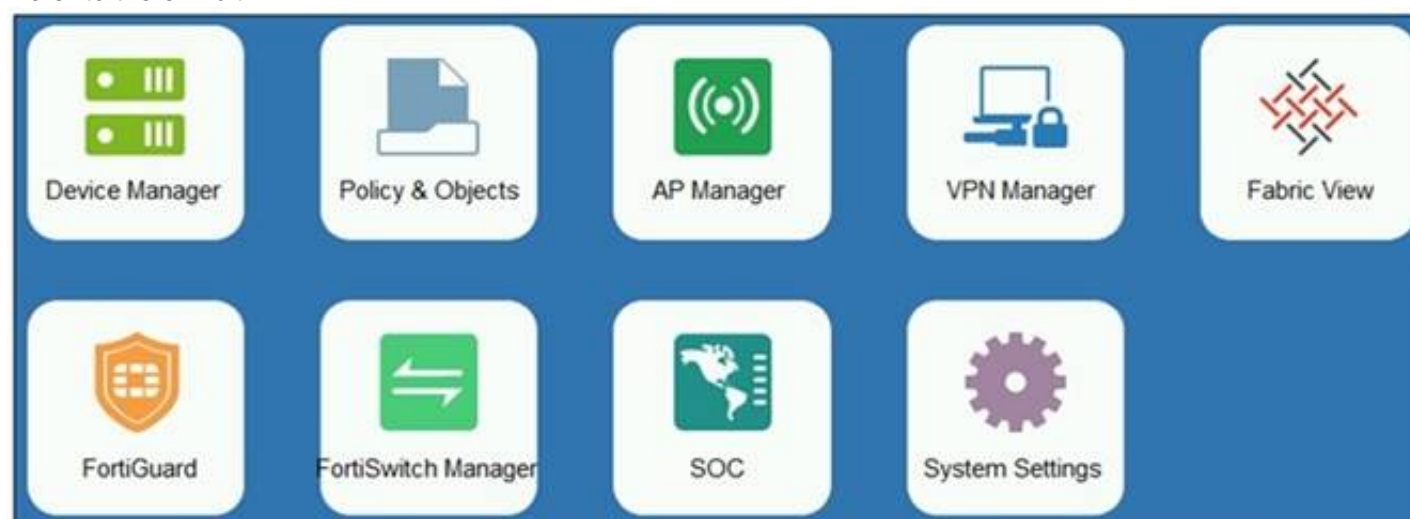 Device Manager
Policy & Objects
AP Manager
VPN Manager
Fabric View
FortiGuard
FortiSwitch Manager
SOC
System Settings